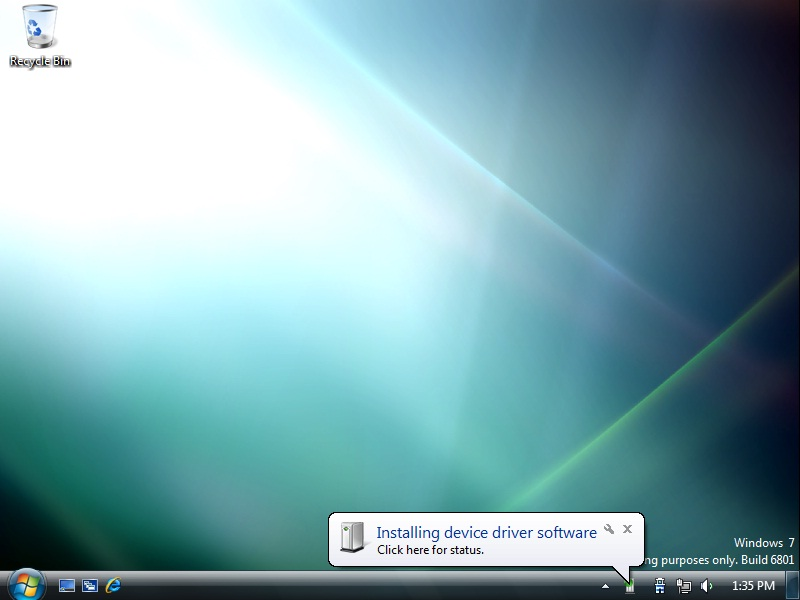 Recycle Bin
Installing device driver software
Click here for status.
Windows 7
purposes only. Build 6801
1:35 PM